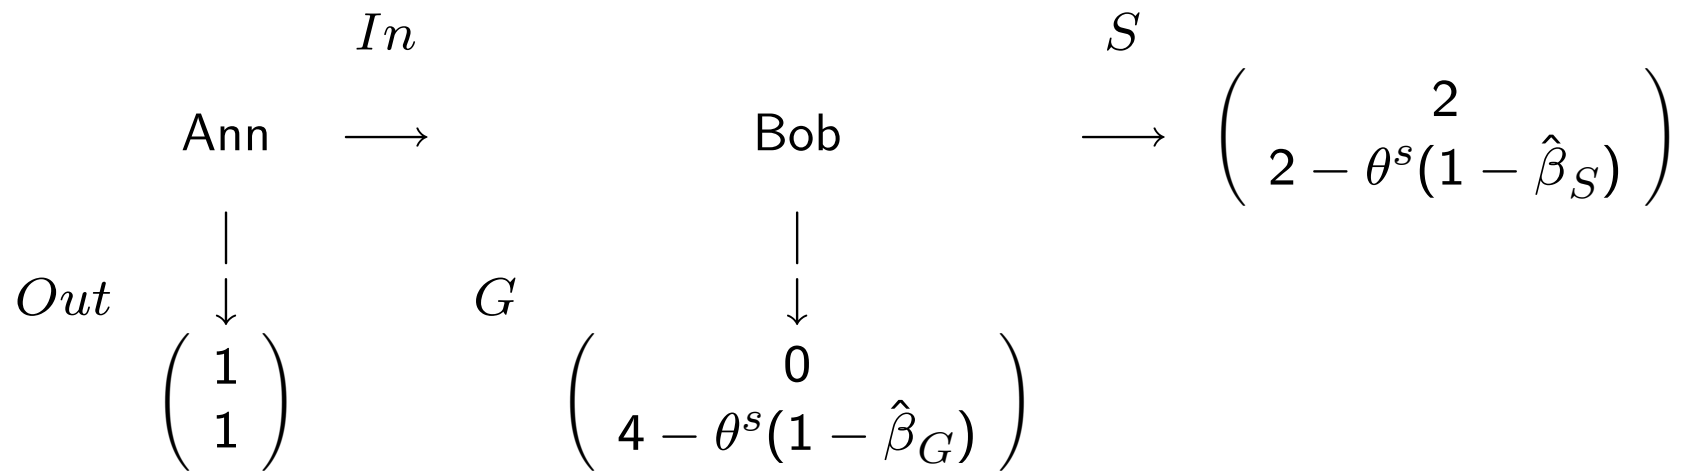 In S
Ann ⟶ Bob ⟶ ( 2
2 − θ^s(1 − β̂_S) )
Out ↓ G ↓
( 1 ) ( 0 )
( 1 ) ( 4 − θ^s(1 − β̂_G) )